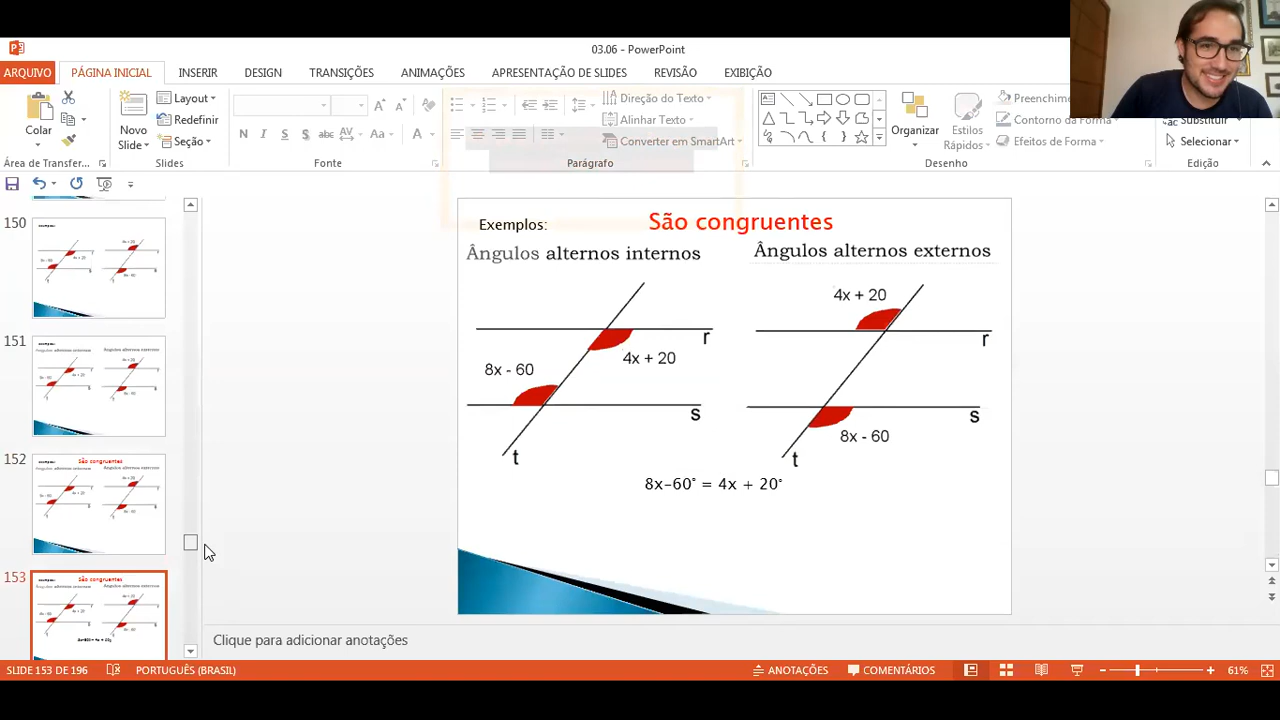 03.06 - PowerPoint
ARQUIVO PÁGINA INICIAL INSERIR DESIGN TRANSIÇÕES ANIMAÇÕES APRESENTAÇÃO DE SLIDES REVISÃO EXIBIÇÃO
Colar
Área de Transfer...
Novo
Slide
Layout
Redefinir
Seção
Slides
N I S S abc AV Aa A
Fonte
Direção do Texto
Alinhar Texto
Converter em SmartArt
Parágrafo
Organizar
Estilos
Rápidos
Preenchime
Contorno da Forma
Efeitos de Forma
Desenho
Substituir
Selecionar
Edição
150
151
152
153
Exemplos:
São congruentes
Ângulos alternos internos
Ângulos alternos externos
4x + 20
r
8x - 60
s
t
4x + 20
r
s
8x - 60
t
8x-60° = 4x + 20°
Clique para adicionar anotações
SLIDE 153 DE 196 PORTUGUÊS (BRASIL) ANOTAÇÕES COMENTÁRIOS 61%